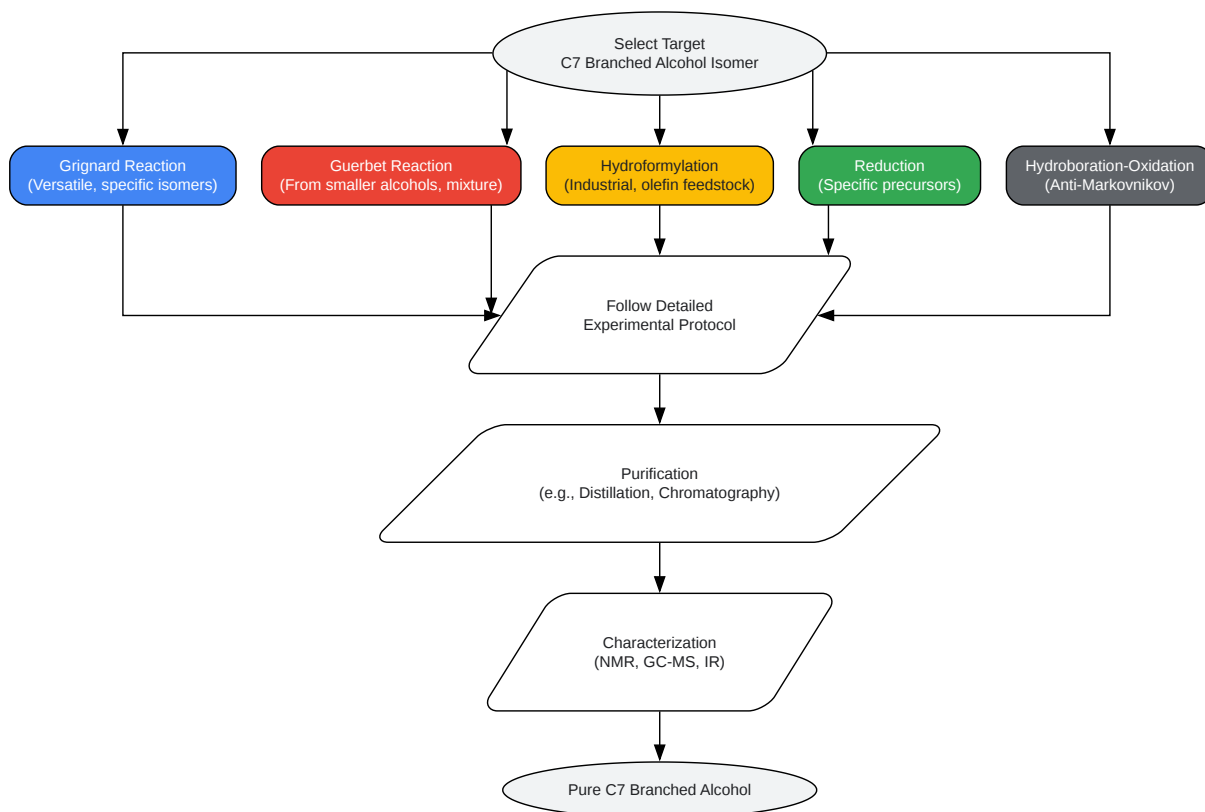 Select Target
C7 Branched Alcohol Isomer
Grignard Reaction
(Versatile, specific isomers)
Guerbet Reaction
(From smaller alcohols, mixture)
Hydroformylation
(Industrial, olefin feedstock)
Reduction
(Specific precursors)
Hydroboration-Oxidation
(Anti-Markovnikov)
Follow Detailed
Experimental Protocol
Purification
(e.g., Distillation, Chromatography)
Characterization
(NMR, GC-MS, IR)
Pure C7 Branched Alcohol